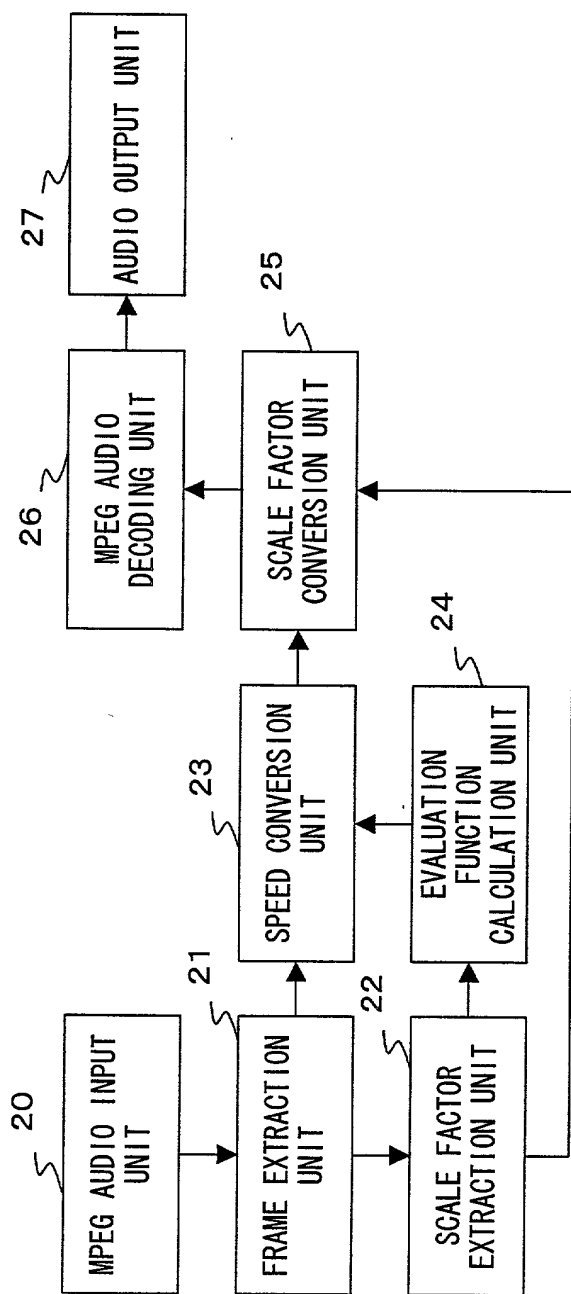 20
MPEG AUDIO INPUT
UNIT
21
FRAME EXTRACTION
UNIT
22
SCALE FACTOR
EXTRACTION UNIT
23
SPEED CONVERSION
UNIT
24
EVALUATION
FUNCTION
CALCULATION UNIT
25
SCALE FACTOR
CONVERSION UNIT
26
MPEG AUDIO
DECODING UNIT
27
AUDIO OUTPUT UNIT